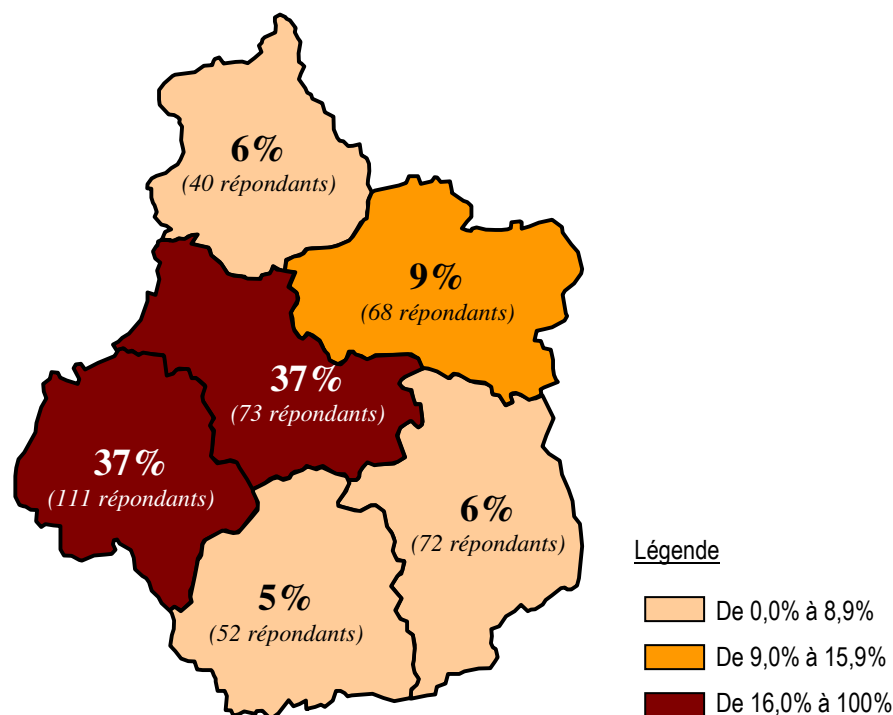 6%
(40 répondants)
9%
(68 répondants)
37%
(73 répondants)
37%
(111 répondants)
6%
(72 répondants)
5%
(52 répondants)
Légende
De 0,0% à 8,9%
De 9,0% à 15,9%
De 16,0% à 100%